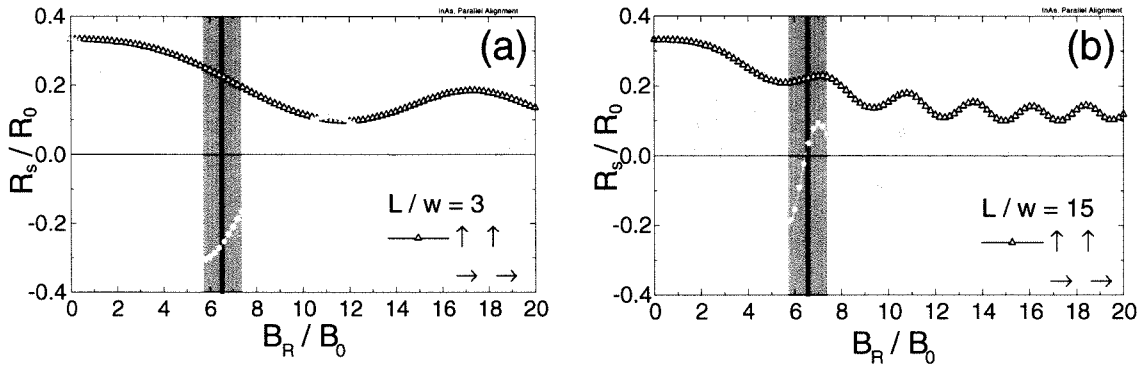 InAs, Parallel Alignment
(a)
R_s / R_0
0.4
0.2
0.0
-0.2
-0.4
L / w = 3
↑ ↑
→ →
0 2 4 6 8 10 12 14 16 18 20
B_R / B_0
InAs, Parallel Alignment
(b)
R_s / R_0
0.4
0.2
0.0
-0.2
-0.4
L / w = 15
↑ ↑
→ →
0 2 4 6 8 10 12 14 16 18 20
B_R / B_0